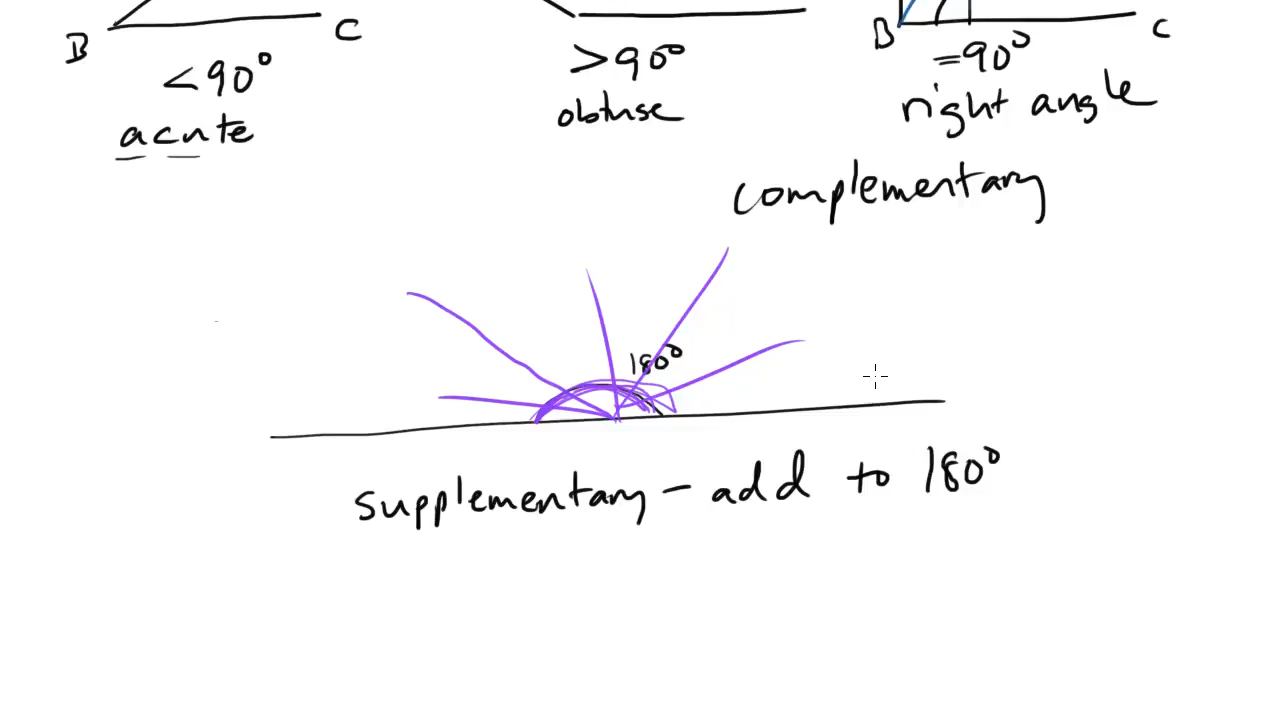 B C B C
<90° >90° =90°
acute obtuse right angle
complementary
180°
supplementary - add to 180°